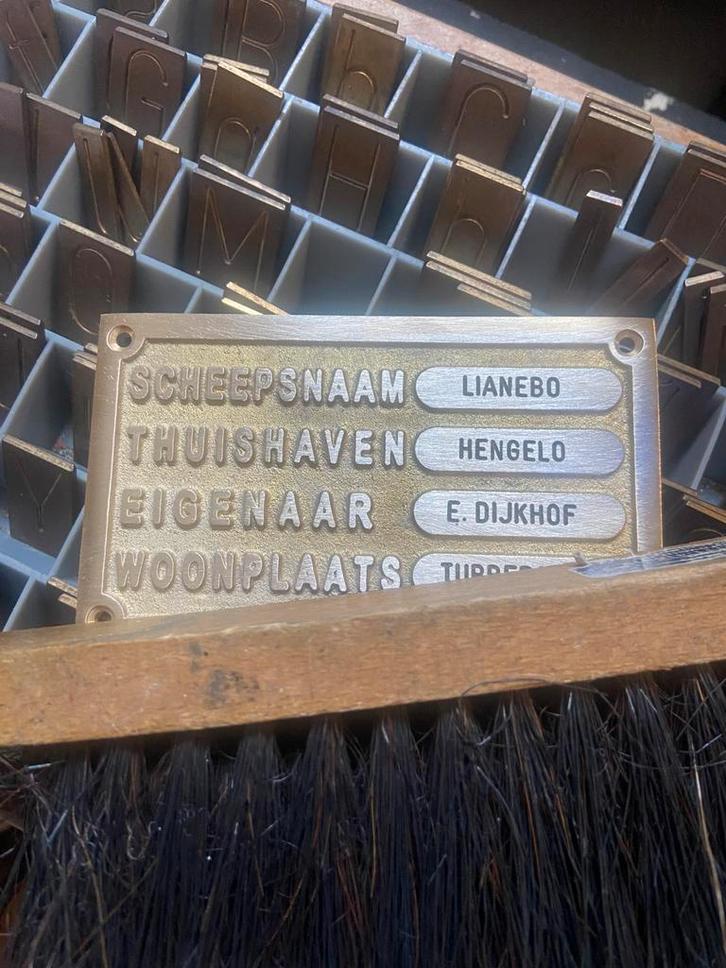 SCHEEPSNAAM LIANEBO
THUISHAVEN HENGELO
EIGENAAR E. DIJKHOF
WOONPLAATS